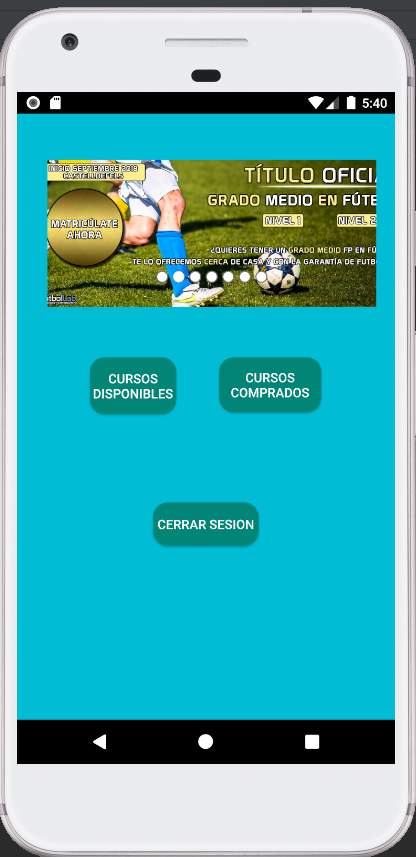 5:40
INICIO SEPTIEMBRE 2018
CASTELLDEFELS
TÍTULO OFICIA
GRADO MEDIO EN FÚTE
MATRICÚLATE
AHORA
NIVEL 1
NIVEL 2
¿QUIERES TENER UN GRADO MEDIO FP EN FÚ
TE LO OFRECEMOS CERCA DE CASA Y CON LA GARANTÍA DE FUTB
utbolLab
CURSOS
DISPONIBLES
CURSOS
COMPRADOS
CERRAR SESION